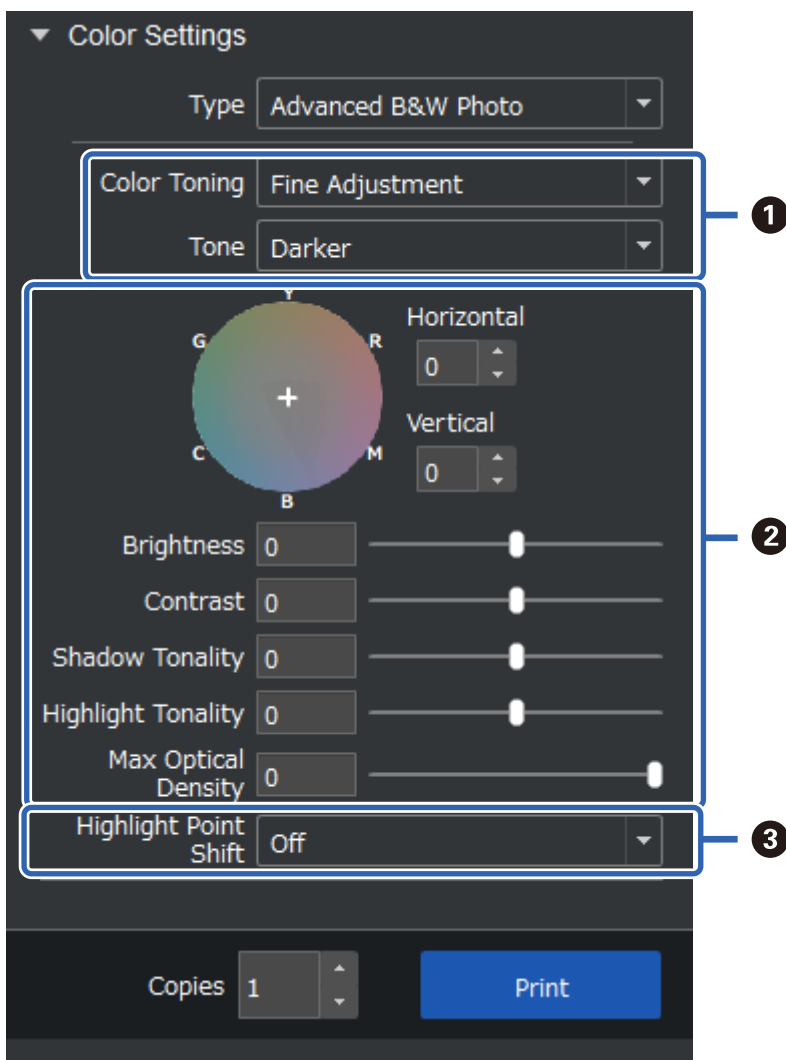 Color Settings
Type Advanced B&W Photo
Color Toning Fine Adjustment
1
Tone Darker
Y
Horizontal
G R
0
Vertical
C M
0
B
2
Brightness 0
Contrast 0
Shadow Tonality 0
Highlight Tonality 0
Max Optical
Density 0
Highlight Point
Shift Off
3
Copies 1 Print